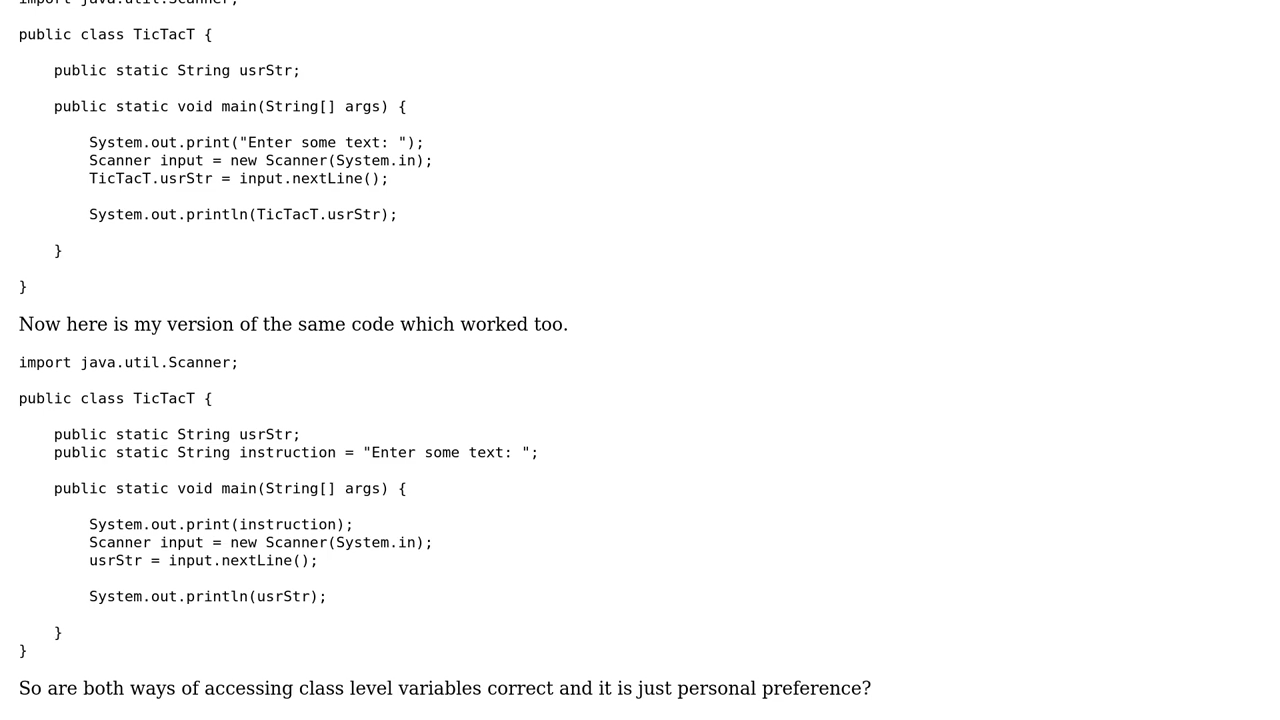 import java.util.Scanner;
public class TicTacT {
    public static String usrStr;
    public static void main(String[] args) {
        System.out.print("Enter some text: ");
        Scanner input = new Scanner(System.in);
        TicTacT.usrStr = input.nextLine();
        System.out.println(TicTacT.usrStr);
    }
}
Now here is my version of the same code which worked too.
import java.util.Scanner;
public class TicTacT {
    public static String usrStr;
    public static String instruction = "Enter some text: ";
    public static void main(String[] args) {
        System.out.print(instruction);
        Scanner input = new Scanner(System.in);
        usrStr = input.nextLine();
        System.out.println(usrStr);
    }
}
So are both ways of accessing class level variables correct and it is just personal preference?